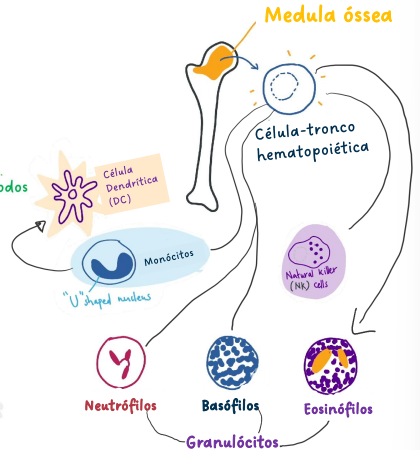 Medula óssea
Célula-tronco
hematopoiética
Célula
Dendrítica
(DC)
odos
Monócitos
"U" shaped nucleus
Natural killer
(NK) cells
Neutrófilos
Basófilos
Eosinófilos
Granulócitos